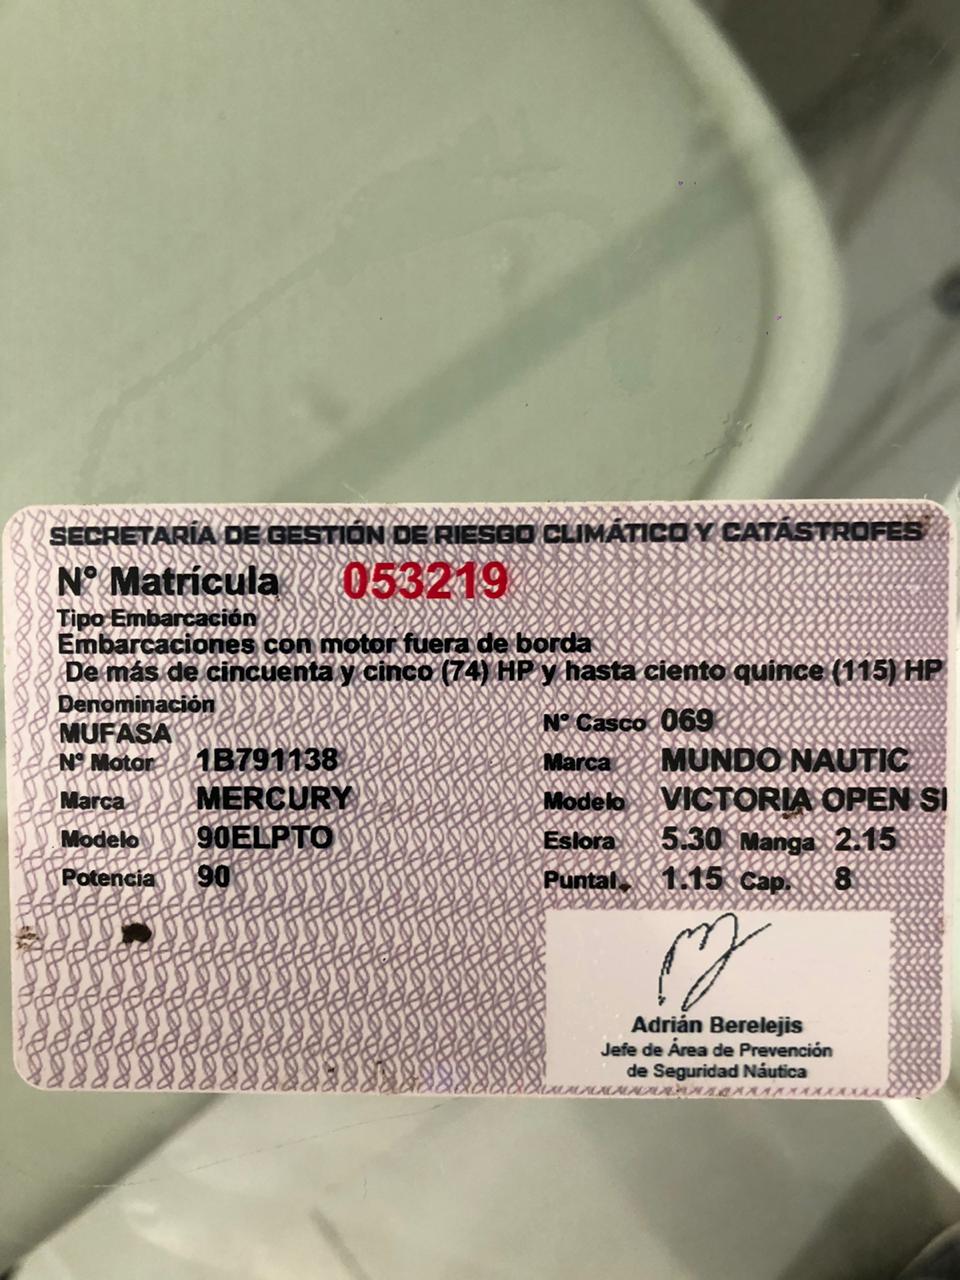 SECRETARÍA DE GESTIÓN DE RIESGO CLIMÁTICO Y CATÁSTROFES
N° Matrícula 053219
Tipo Embarcación
Embarcaciones con motor fuera de borda
De más de cincuenta y cinco (74) HP y hasta ciento quince (115) HP
Denominación
MUFASA
N° Casco 069
N° Motor 1B791138
Marca MUNDO NAUTIC
Marca MERCURY
Modelo VICTORIA OPEN SI
Modelo 90ELPTO
Eslora 5.30 Manga 2.15
Potencia 90
Puntal. 1.15 Cap. 8
Adrián Berelejis
Jefe de Área de Prevención
de Seguridad Náutica